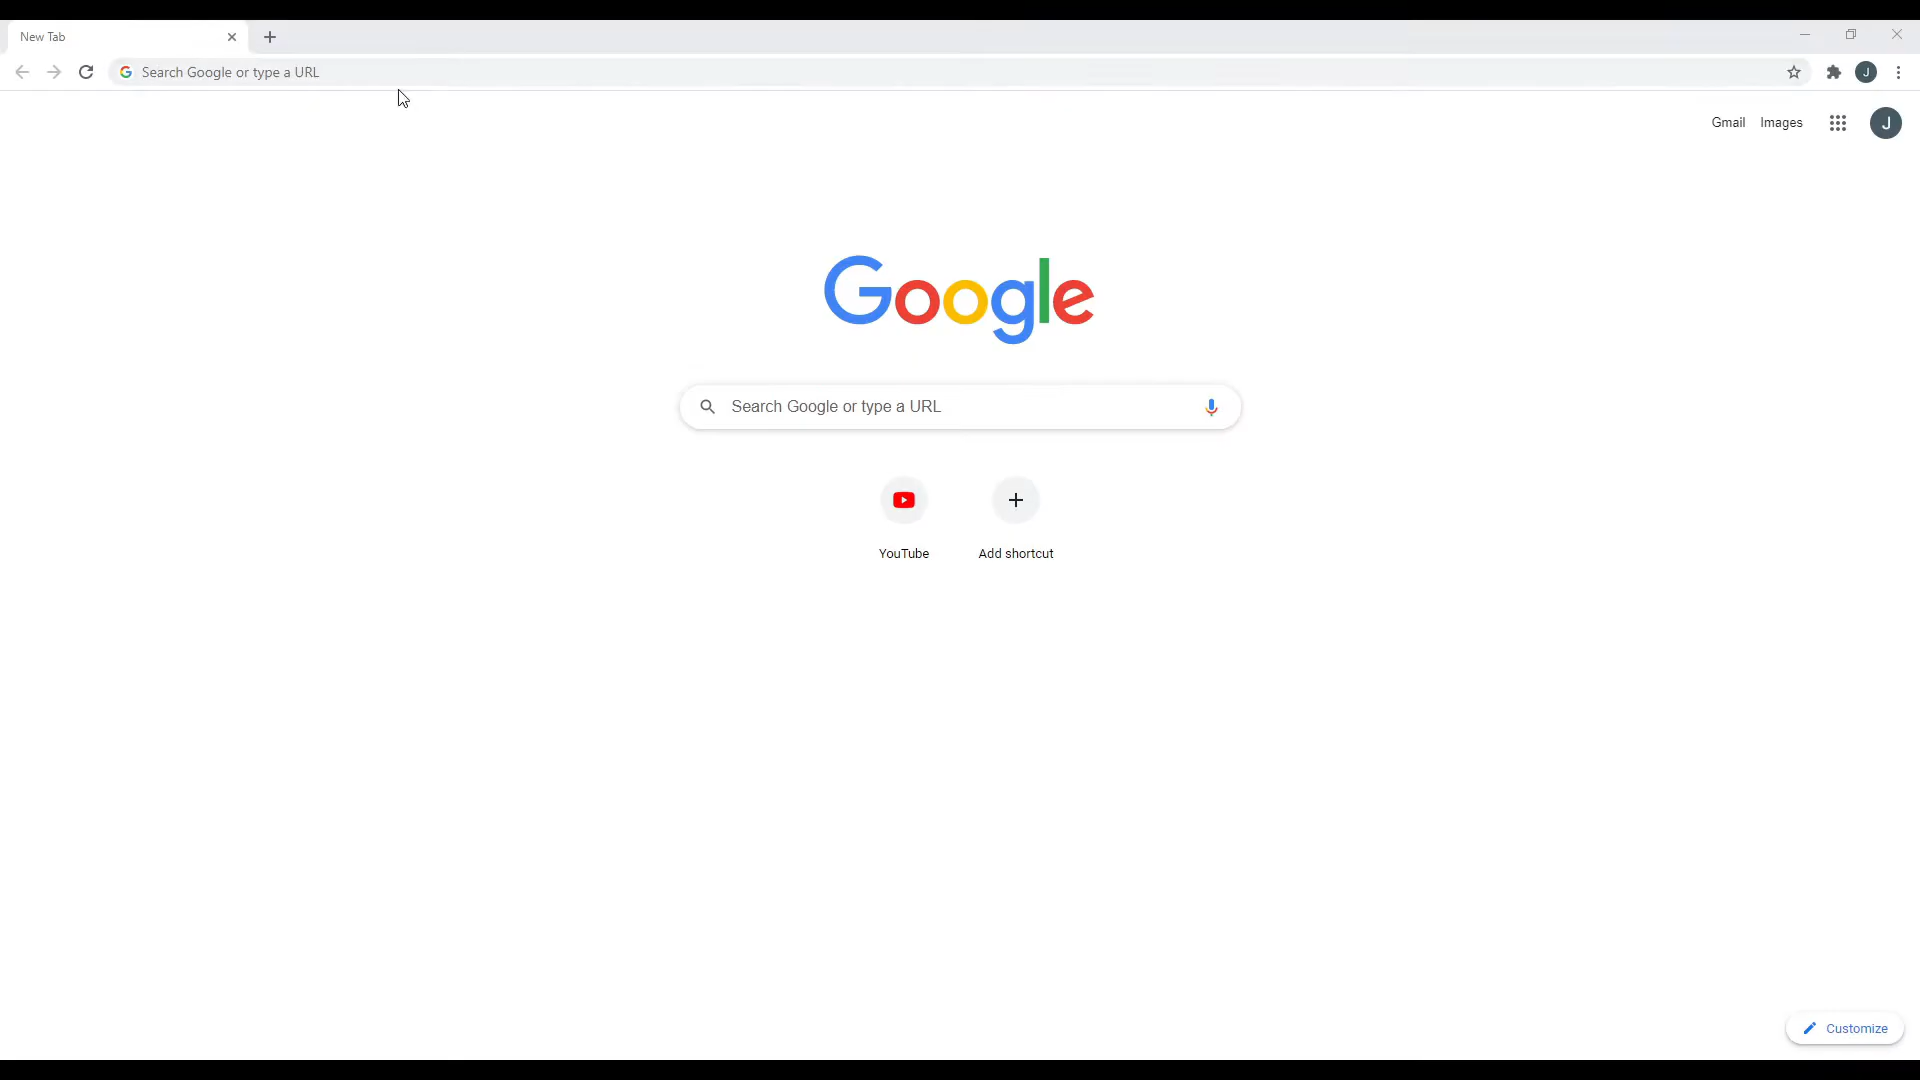 New Tab
Search Google or type a URL
J
Gmail Images
J
Google
Search Google or type a URL
YouTube Add shortcut
Customize